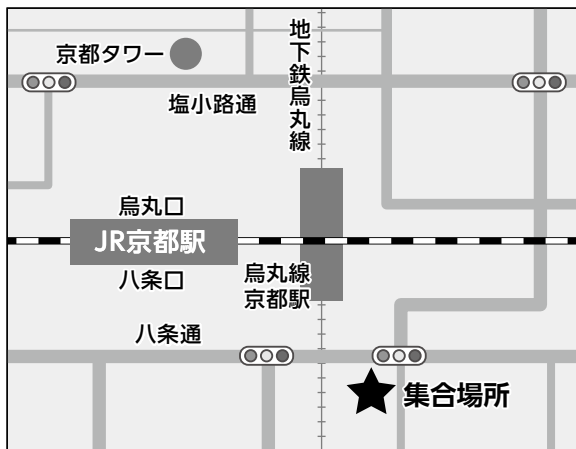 地下鉄烏丸線
京都タワー
塩小路通
烏丸口
JR京都駅
八条口
烏丸線
京都駅
八条通
集合場所